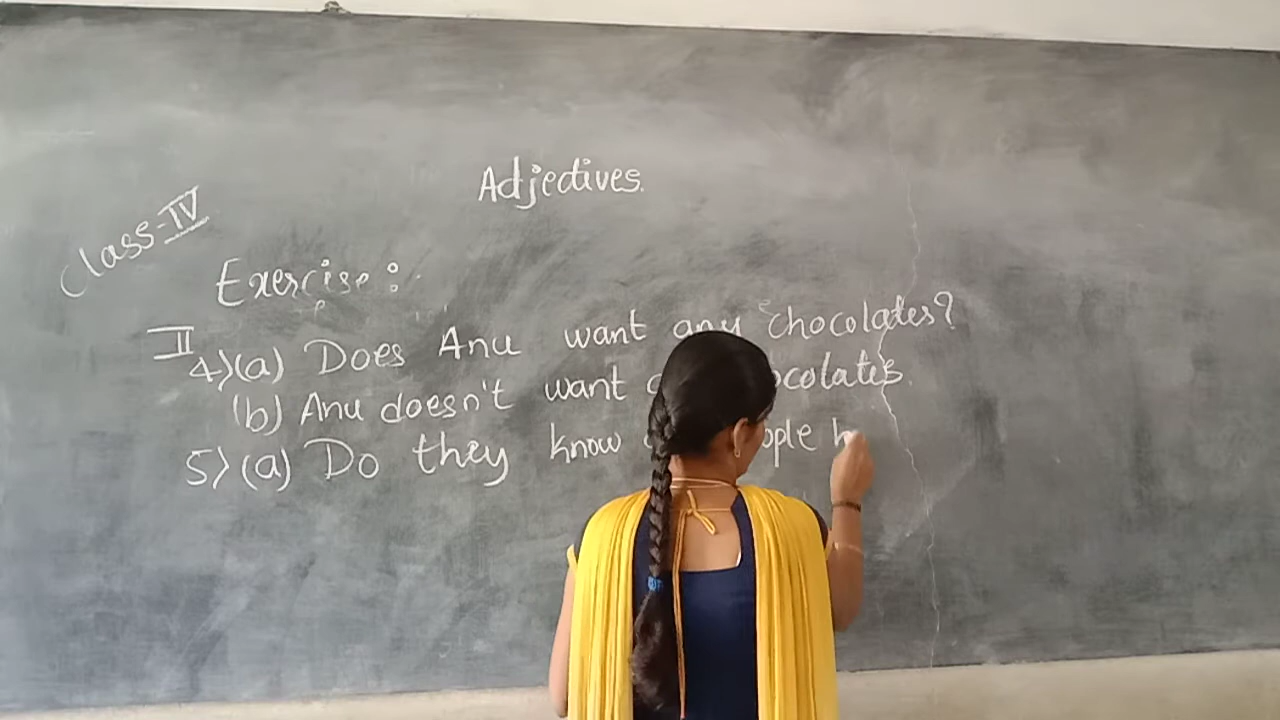 Adjectives.
Class-IV
Exercise:
II
4)(a) Does Anu want any chocolates?
(b) Anu doesn't want chocolates.
5)(a) Do they know